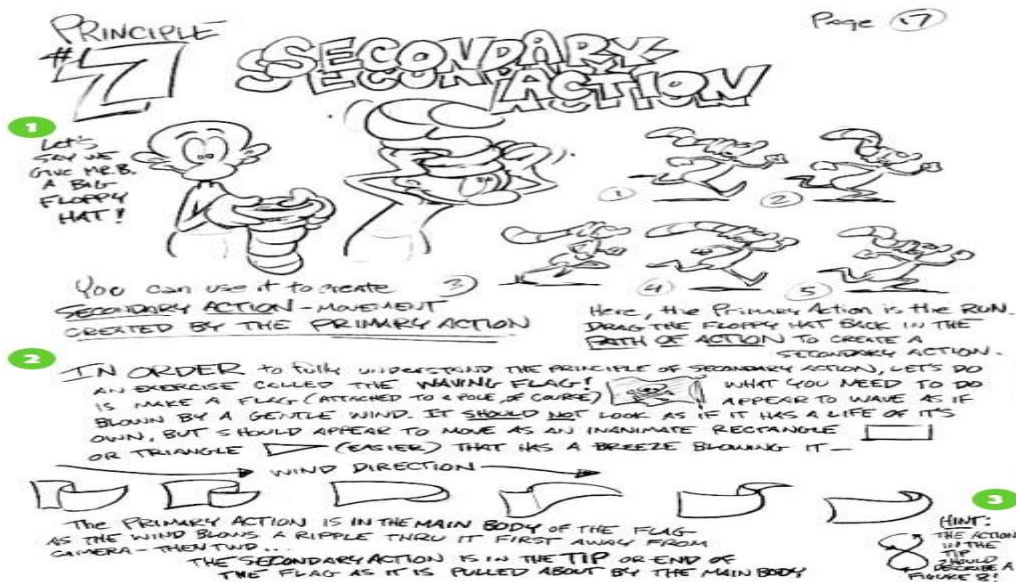 PRINCIPLE
#7 SECONDARY ACTION
Page 17
1
Let's
SAY WE
GIVE MR. B.
A BIG
FLOPPY
HAT!
1
2
3
4
5
You can use it to create
SECONDARY ACTION - MOVEMENT
CREATED BY THE PRIMARY ACTION
Here, the Primary Action is the RUN.
DRAG THE FLOPPY HAT BACK IN THE
PATH OF ACTION TO CREATE A
SECONDARY ACTION.
2
IN ORDER to fully UNDERSTAND THE PRINCIPLE OF SECONDARY ACTION, LET'S DO
AN EXERCISE CALLED THE WAVING FLAG! WHAT YOU NEED TO DO
IS MAKE A FLAG (ATTACHED TO A POLE, OF COURSE) APPEAR TO WAVE AS IF
BLOWN BY A GENTLE WIND. IT SHOULD NOT LOOK AS IF IT HAS A LIFE OF IT'S
OWN, BUT SHOULD APPEAR TO MOVE AS AN INANIMATE RECTANGLE
OR TRIANGLE (EASIER) THAT HAS A BREEZE BLOWING IT —
WIND DIRECTION
The PRIMARY ACTION IS IN THE MAIN BODY OF THE FLAG
AS THE WIND BLOWS A RIPPLE THRU IT FIRST AWAY FROM
CAMERA - THEN TWD...
THE SECONDARY ACTION IS IN THE TIP OR END OF
THE FLAG AS IT IS PULLED ABOUT BY THE MAIN BODY
3
HINT:
THE ACTION
IN THE
TIP
SHOULD
DESCRIBE A
FIGURE 8!